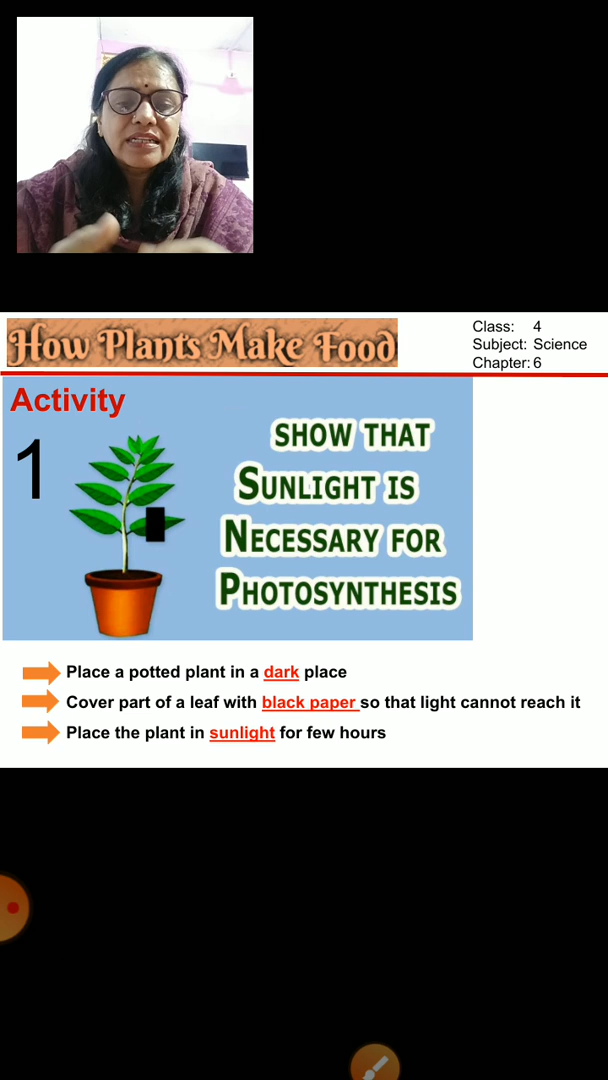 How Plants Make Food
Class: 4
Subject: Science
Chapter: 6
Activity
1
SHOW THAT
SUNLIGHT IS
NECESSARY FOR
PHOTOSYNTHESIS
Place a potted plant in a dark place
Cover part of a leaf with black paper so that light cannot reach it
Place the plant in sunlight for few hours